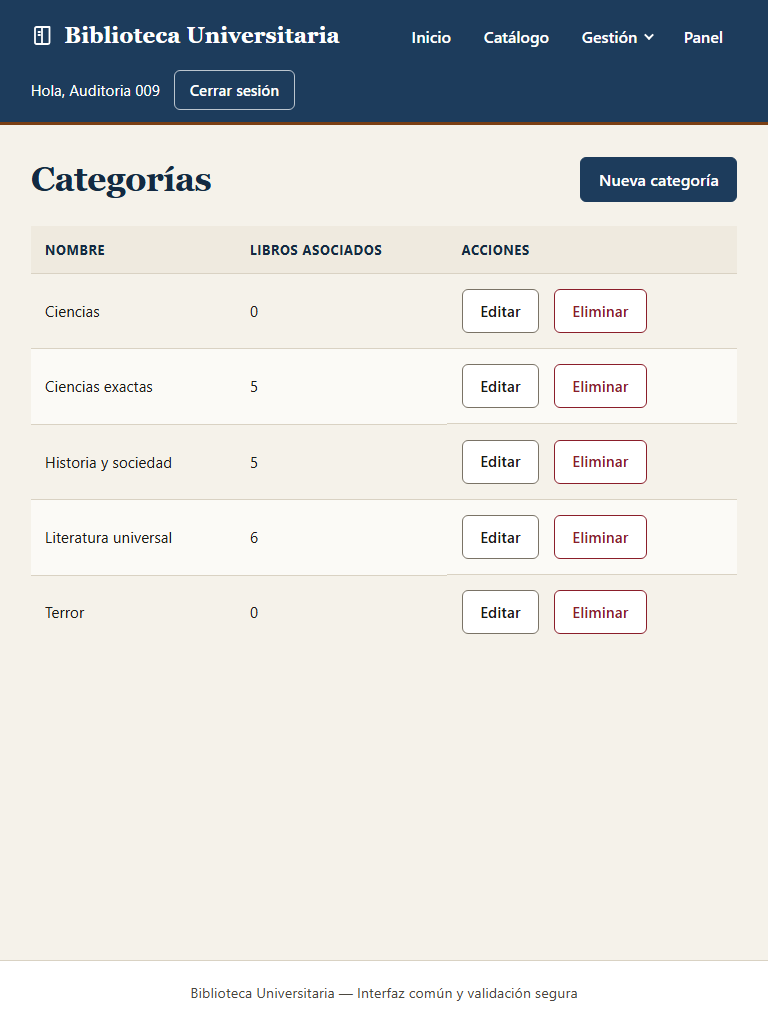 Biblioteca Universitaria
Inicio Catálogo Gestión Panel
Hola, Auditoria 009 Cerrar sesión
Categorías Nueva categoría
NOMBRE LIBROS ASOCIADOS ACCIONES
Ciencias 0 Editar Eliminar
Ciencias exactas 5 Editar Eliminar
Historia y sociedad 5 Editar Eliminar
Literatura universal 6 Editar Eliminar
Terror 0 Editar Eliminar
Biblioteca Universitaria — Interfaz común y validación segura